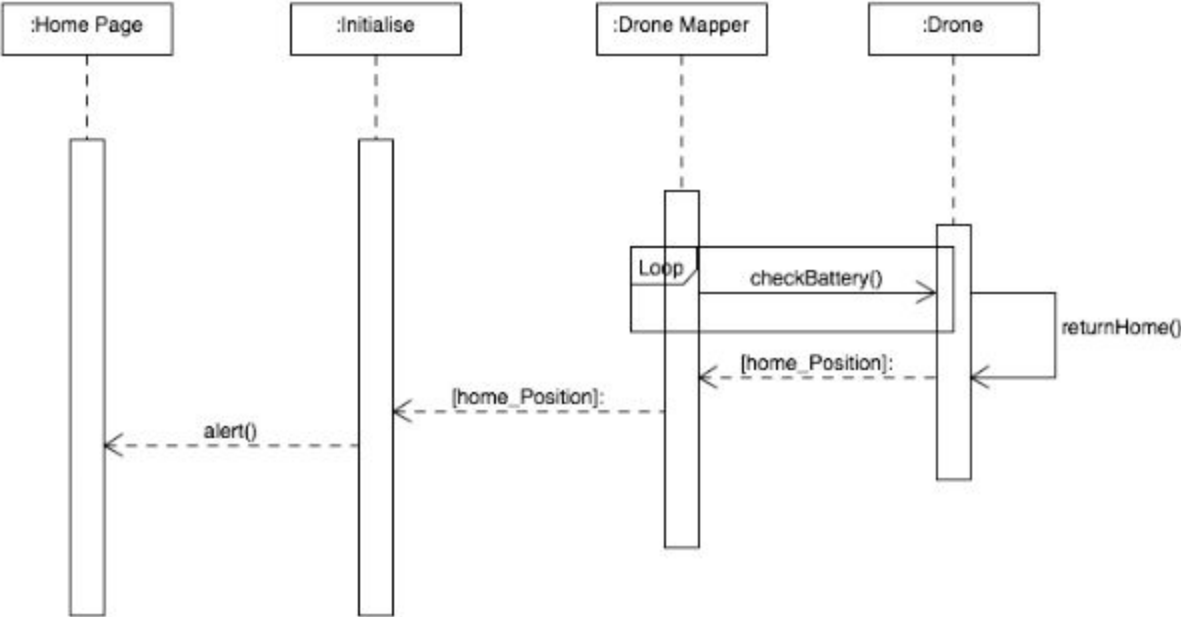 :Home Page
:Initialise
:Drone Mapper
:Drone
Loop
checkBattery()
returnHome()
[home_Position]:
[home_Position]:
alert()